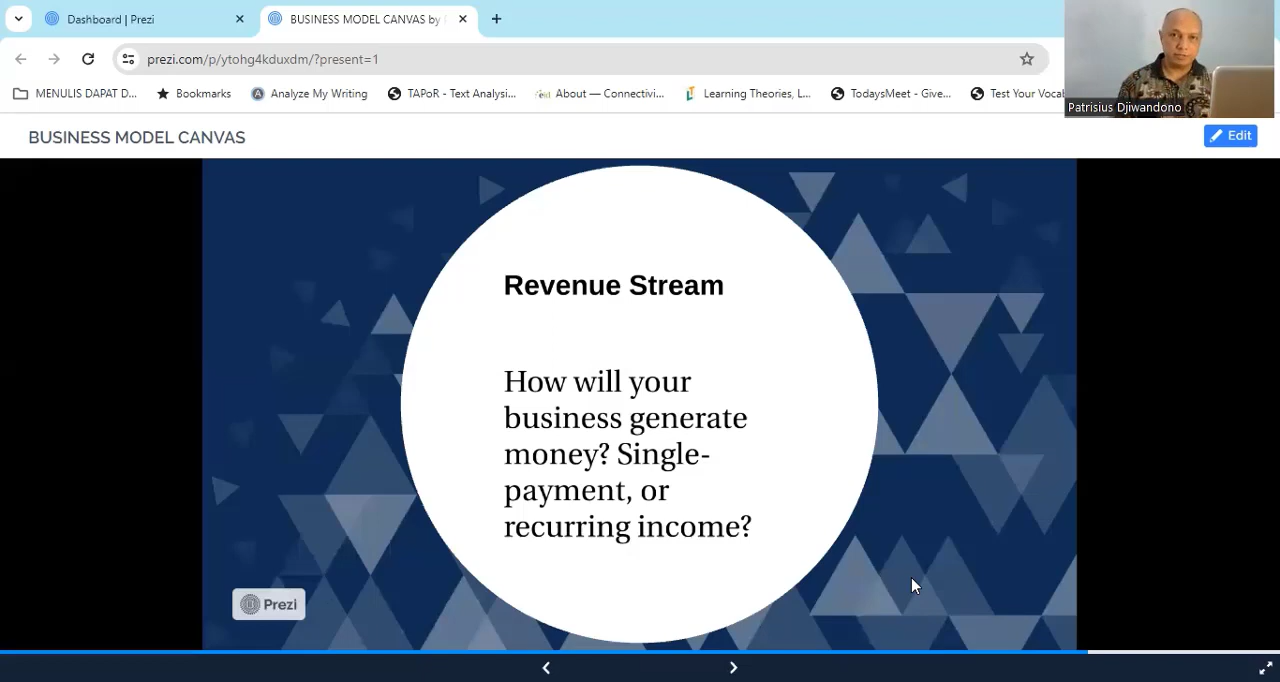 Dashboard | Prezi
BUSINESS MODEL CANVAS by
prezi.com/p/ytohg4kduxdm/?present=1
MENULIS DAPAT D...
Bookmarks
Analyze My Writing
TAPoR - Text Analysi...
About — Connectivi...
Learning Theories, L...
TodaysMeet - Give...
Test Your Vocab
Patrisius Djiwandono
BUSINESS MODEL CANVAS
Edit
Revenue Stream
How will your
business generate
money? Single-
payment, or
recurring income?
Prezi